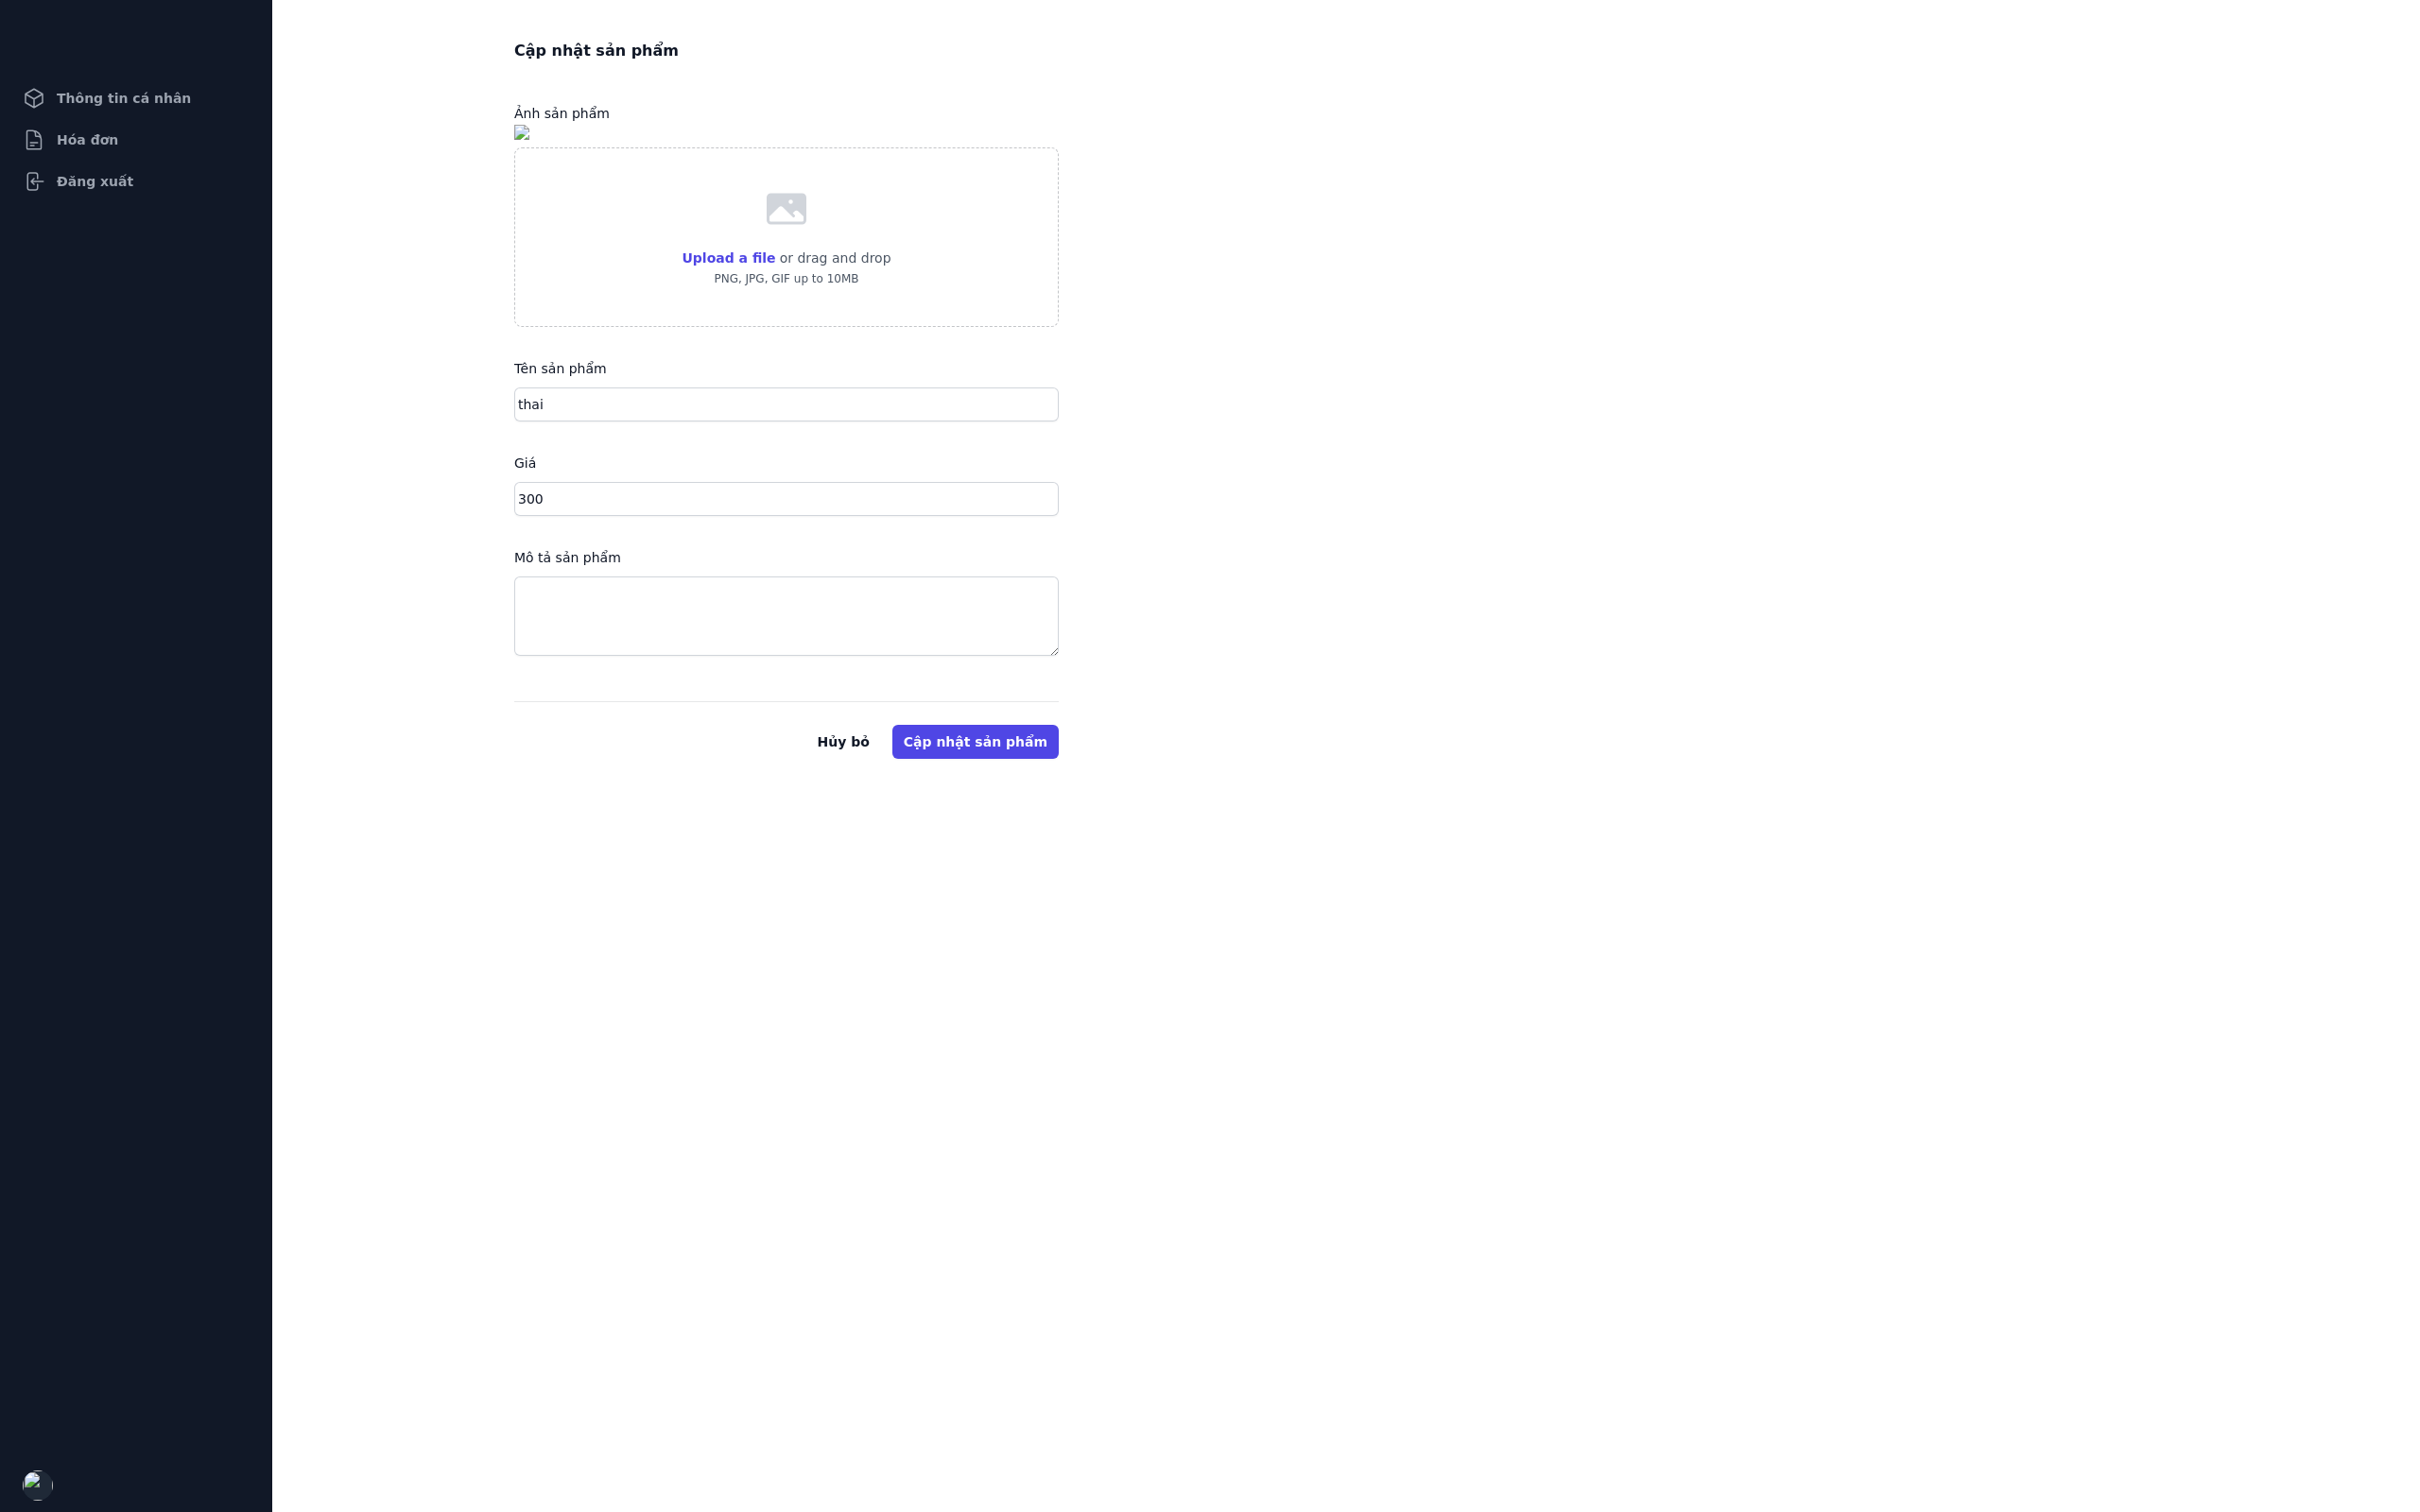 Thông tin cá nhân
Hóa đơn
Đăng xuất
Cập nhật sản phẩm
Ảnh sản phẩm
Upload a file or drag and drop
PNG, JPG, GIF up to 10MB
Tên sản phẩm
thai
Giá
300
Mô tả sản phẩm
Hủy bỏ
Cập nhật sản phẩm